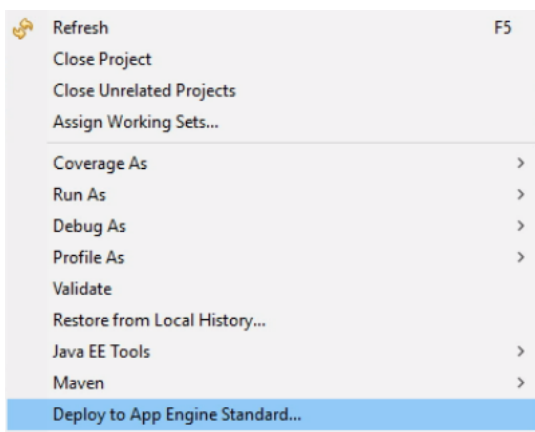 Refresh F5
Close Project
Close Unrelated Projects
Assign Working Sets...
Coverage As
Run As
Debug As
Profile As
Validate
Restore from Local History...
Java EE Tools
Maven
Deploy to App Engine Standard...